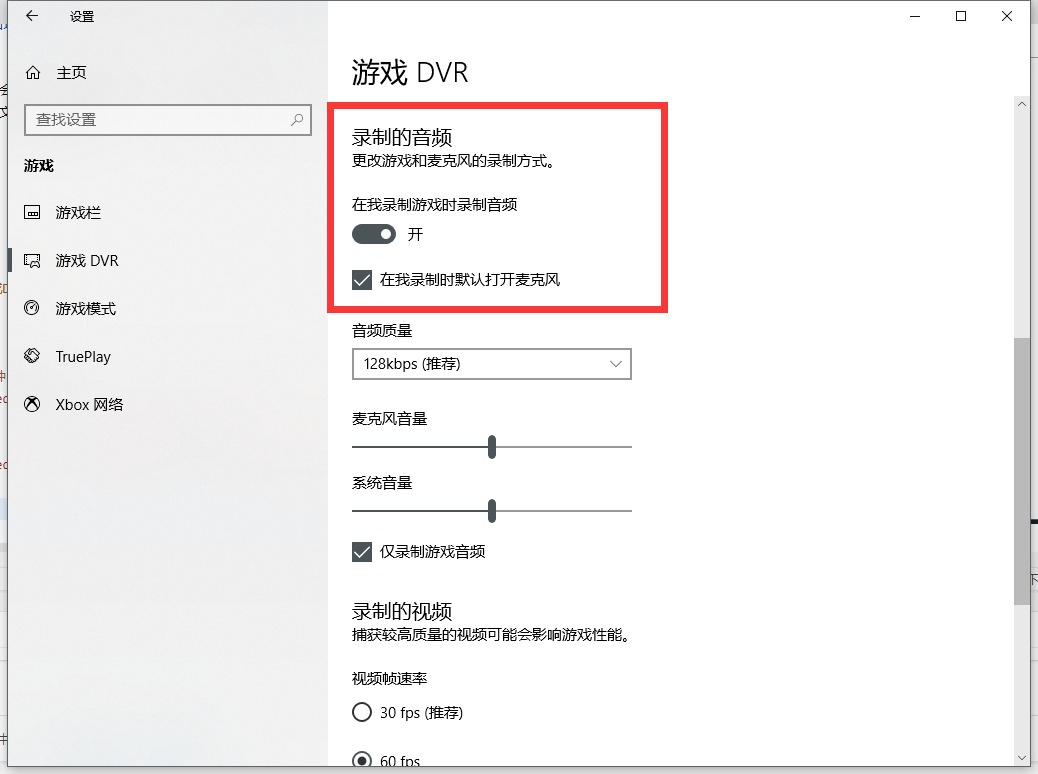 设置
主页
查找设置
游戏
游戏栏
游戏 DVR
游戏模式
TruePlay
Xbox 网络
游戏 DVR
录制的音频
更改游戏和麦克风的录制方式。
在我录制游戏时录制音频
开
在我录制时默认打开麦克风
音频质量
128kbps (推荐)
麦克风音量
系统音量
仅录制游戏音频
录制的视频
捕获较高质量的视频可能会影响游戏性能。
视频帧速率
30 fps (推荐)
60 fps